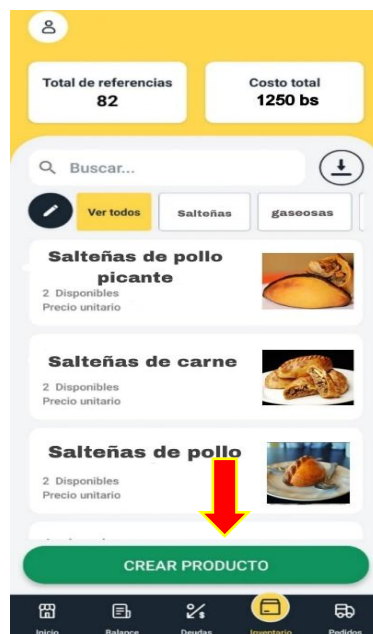 Total de referencias
82
Costo total
1250 bs
Buscar...
Ver todos
Salteñas
gaseosas
Salteñas de pollo
picante
2 Disponibles
Precio unitario
Salteñas de carne
2 Disponibles
Precio unitario
Salteñas de pollo
2 Disponibles
Precio unitario
CREAR PRODUCTO
Inicio
Balance
Deudas
Inventario
Pedidos